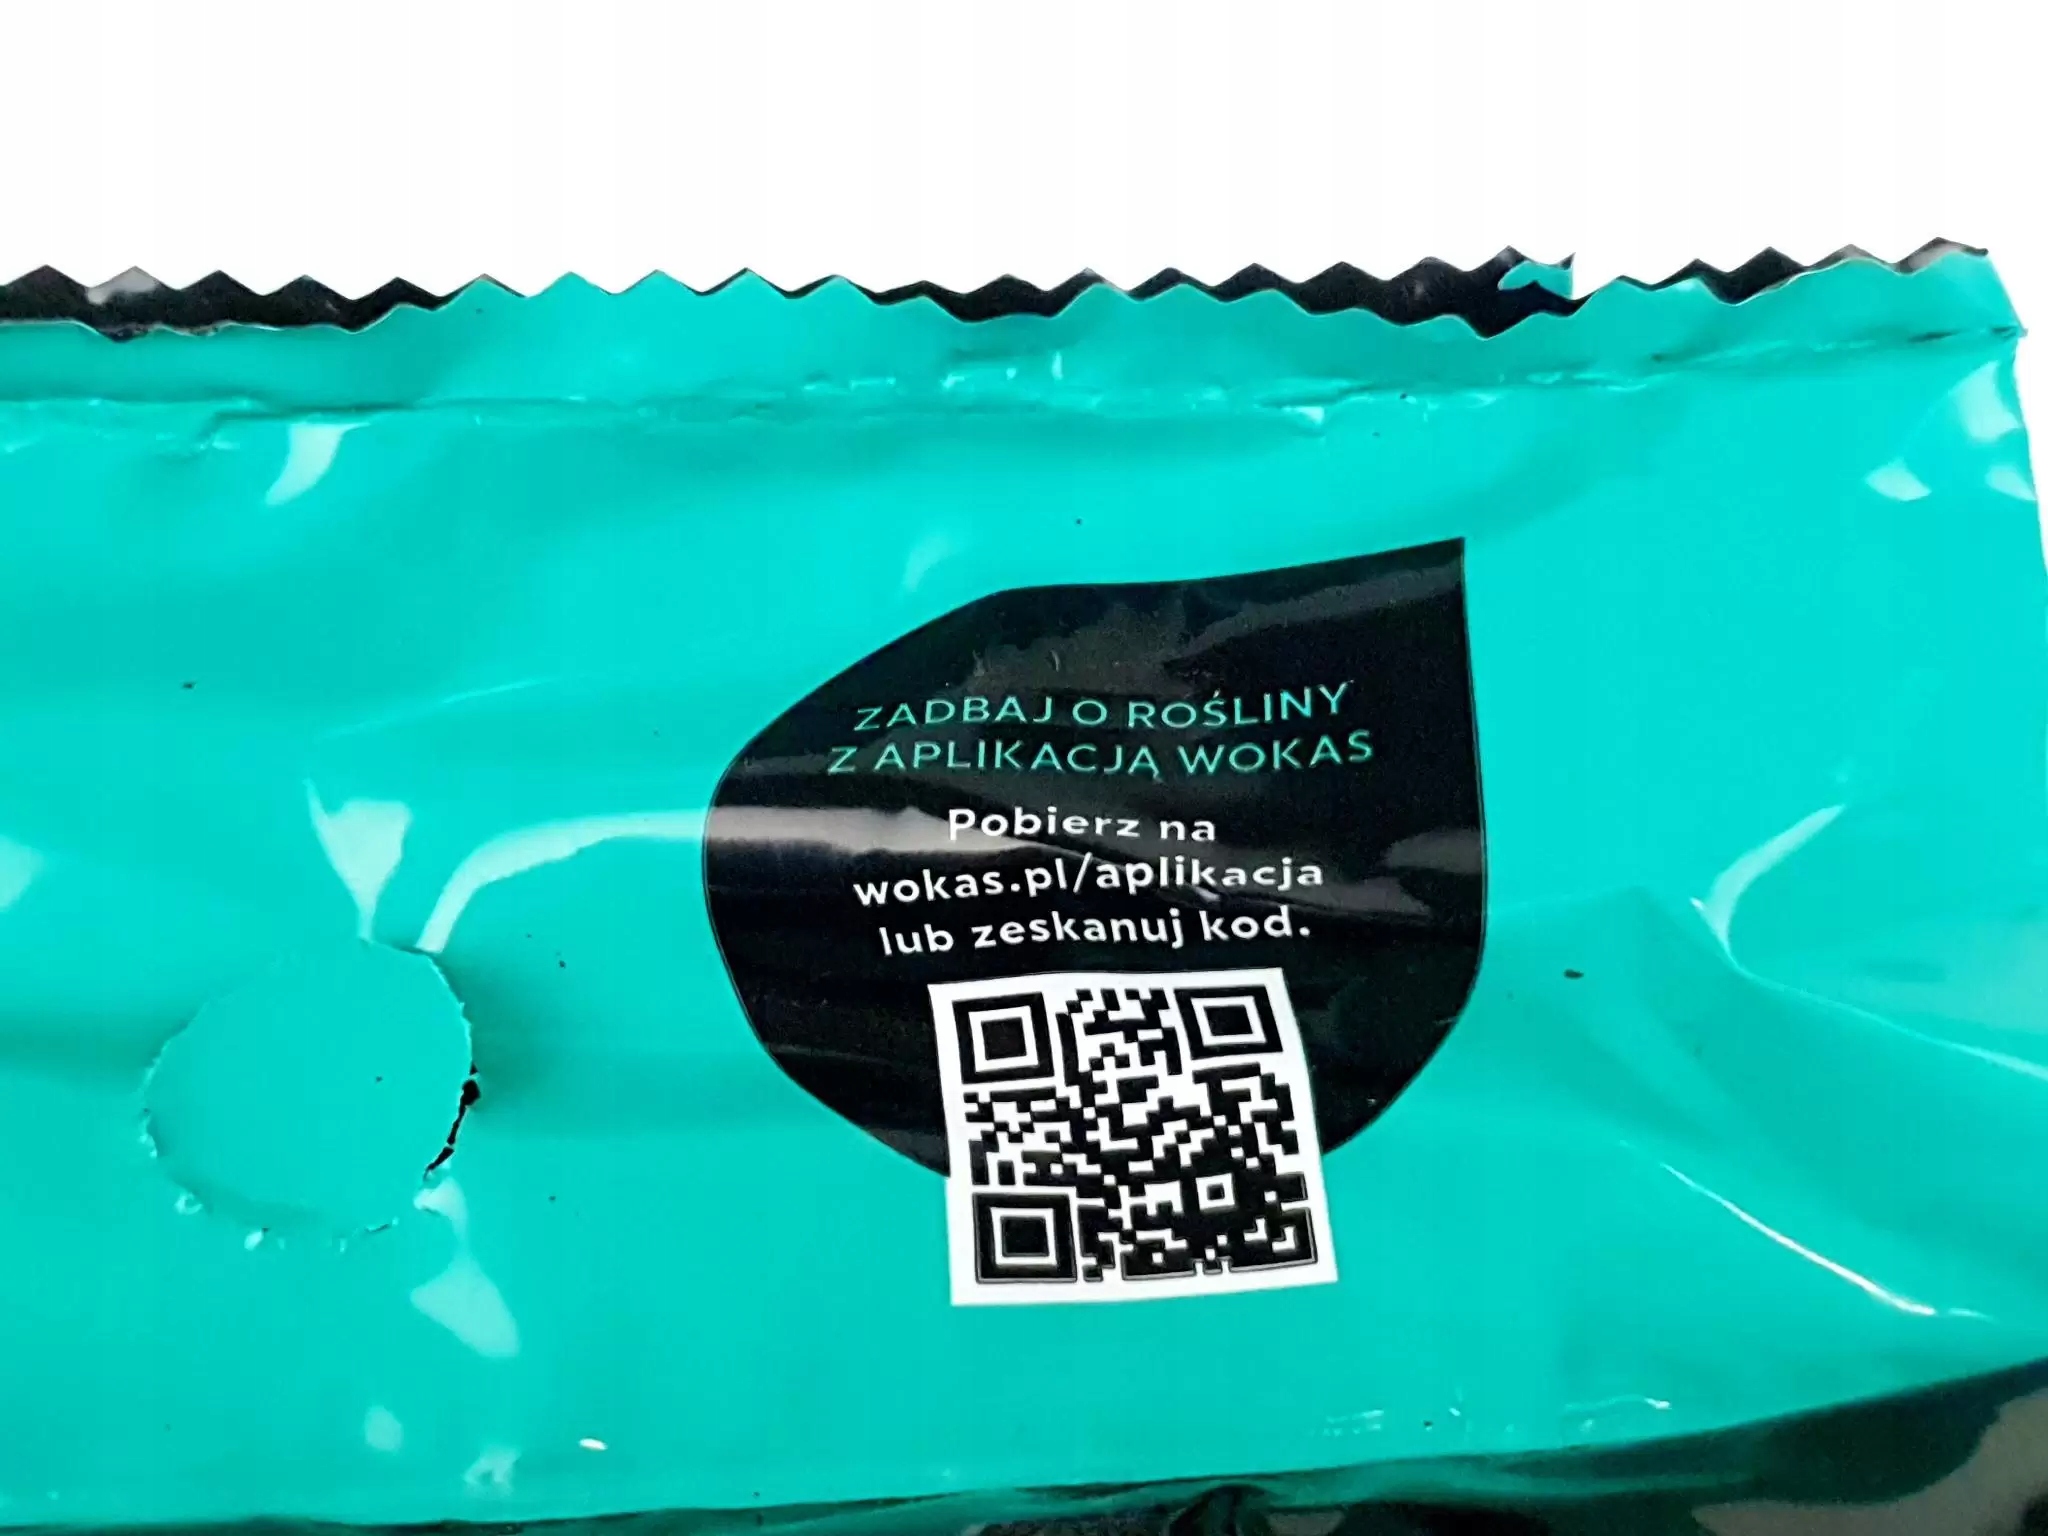 ZADBAJ O ROŚLINY
Z APLIKACJĄ WOKAS
Pobierz na
wokas.pl/aplikacja
lub zeskanuj kod.